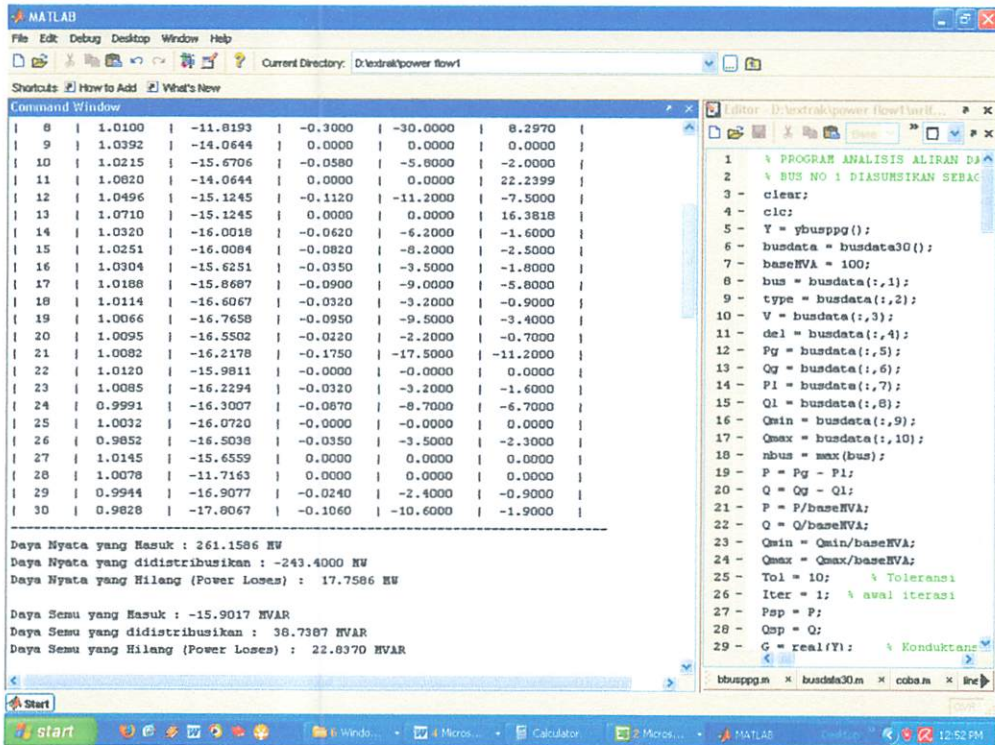 MATLAB
File Edit Debug Desktop Window Help
Current Directory: D:\extrak\power flow1
Shortcuts How to Add What's New
Command Window
| 8 | 1.0100 | -11.8193 | -0.3000 | -30.0000 | 8.2970 |
| 9 | 1.0392 | -14.0644 | 0.0000 | 0.0000 | 0.0000 |
| 10 | 1.0215 | -15.6706 | -0.0580 | -5.8000 | -2.0000 |
| 11 | 1.0820 | -14.0644 | 0.0000 | 0.0000 | 22.2399 |
| 12 | 1.0496 | -15.1245 | -0.1120 | -11.2000 | -7.5000 |
| 13 | 1.0710 | -15.1245 | 0.0000 | 0.0000 | 16.3818 |
| 14 | 1.0320 | -16.0018 | -0.0620 | -6.2000 | -1.6000 |
| 15 | 1.0251 | -16.0084 | -0.0820 | -8.2000 | -2.5000 |
| 16 | 1.0304 | -15.6251 | -0.0350 | -3.5000 | -1.8000 |
| 17 | 1.0188 | -15.8687 | -0.0900 | -9.0000 | -5.8000 |
| 18 | 1.0114 | -16.6067 | -0.0320 | -3.2000 | -0.9000 |
| 19 | 1.0066 | -16.7658 | -0.0950 | -9.5000 | -3.4000 |
| 20 | 1.0095 | -16.5502 | -0.0220 | -2.2000 | -0.7000 |
| 21 | 1.0082 | -16.2178 | -0.1750 | -17.5000 | -11.2000 |
| 22 | 1.0120 | -15.9811 | -0.0000 | -0.0000 | 0.0000 |
| 23 | 1.0085 | -16.2294 | -0.0320 | -3.2000 | -1.6000 |
| 24 | 0.9991 | -16.3007 | -0.0870 | -8.7000 | -6.7000 |
| 25 | 1.0032 | -16.0720 | -0.0000 | -0.0000 | 0.0000 |
| 26 | 0.9852 | -16.5038 | -0.0350 | -3.5000 | -2.3000 |
| 27 | 1.0145 | -15.6559 | 0.0000 | 0.0000 | 0.0000 |
| 28 | 1.0078 | -11.7163 | 0.0000 | 0.0000 | 0.0000 |
| 29 | 0.9944 | -16.9077 | -0.0240 | -2.4000 | -0.9000 |
| 30 | 0.9828 | -17.8067 | -0.1060 | -10.6000 | -1.9000 |
Daya Nyata yang Masuk : 261.1586 MW
Daya Nyata yang didistribusikan : -243.4000 MW
Daya Nyata yang Hilang (Power Loses) : 17.7586 MW
Daya Semu yang Masuk : -15.9017 MVAR
Daya Semu yang didistribusikan : 38.7387 MVAR
Daya Semu yang Hilang (Power Loses) : 22.8370 MVAR
Editor - D:\extrak\power flow1\
1 % PROGRAM ANALISIS ALIRAN DA
2 % BUS NO 1 DIASUMSIKAN SEBAG
3 - clear;
4 - clc;
5 - Y = ybusppg();
6 - busdata = busdata30();
7 - baseMVA = 100;
8 - bus = busdata(:,1);
9 - type = busdata(:,2);
10 - V = busdata(:,3);
11 - del = busdata(:,4);
12 - Pg = busdata(:,5);
13 - Qg = busdata(:,6);
14 - Pl = busdata(:,7);
15 - Ql = busdata(:,8);
16 - Qmin = busdata(:,9);
17 - Qmax = busdata(:,10);
18 - nbus = max(bus);
19 - P = Pg - Pl;
20 - Q = Qg - Ql;
21 - P = P/baseMVA;
22 - Q = Q/baseMVA;
23 - Qmin = Qmin/baseMVA;
24 - Qmax = Qmax/baseMVA;
25 - Tol = 10; % Toleransi
26 - Iter = 1; % awal iterasi
27 - Psp = P;
28 - Qsp = Q;
29 - G = real(Y); % Konduktans
bbusppg.m × busdata30.m × coba.m × line
Start
OVR
start 6 Windo... 4 Micros... Calculator 2 Micros... MATLAB Desktop 12:52 PM